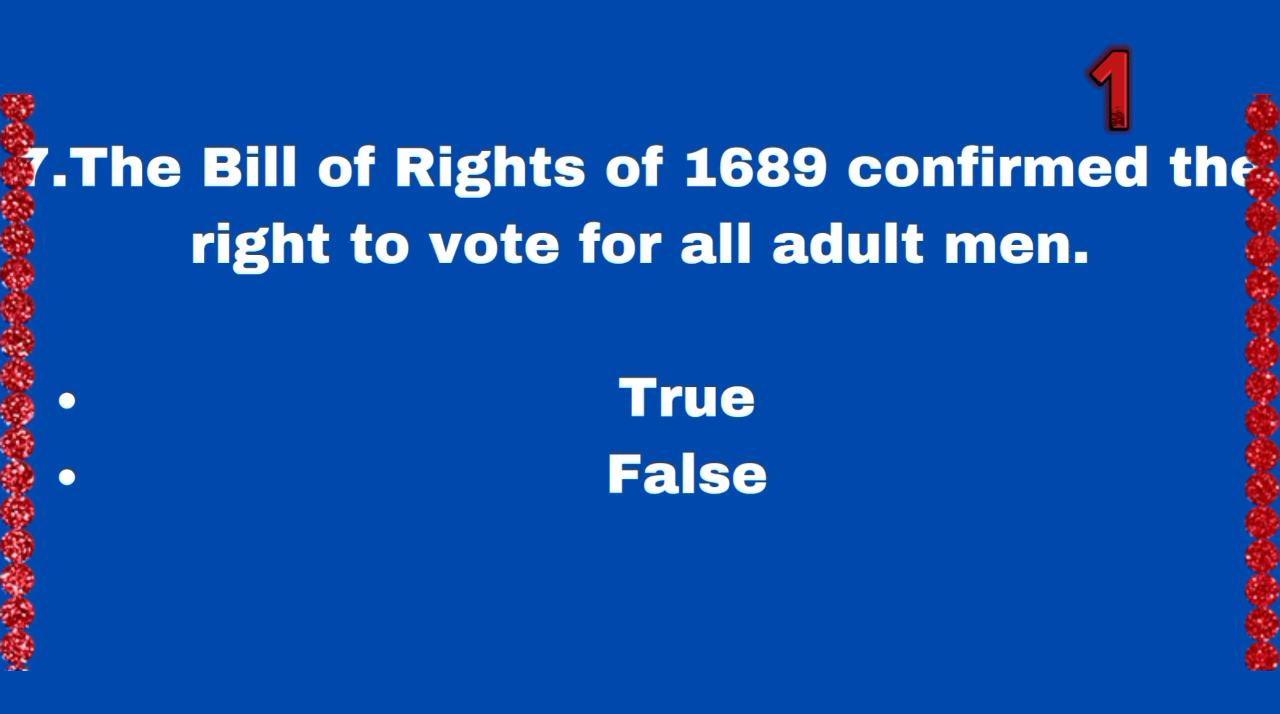 1
7.The Bill of Rights of 1689 confirmed the
right to vote for all adult men.
• True
• False